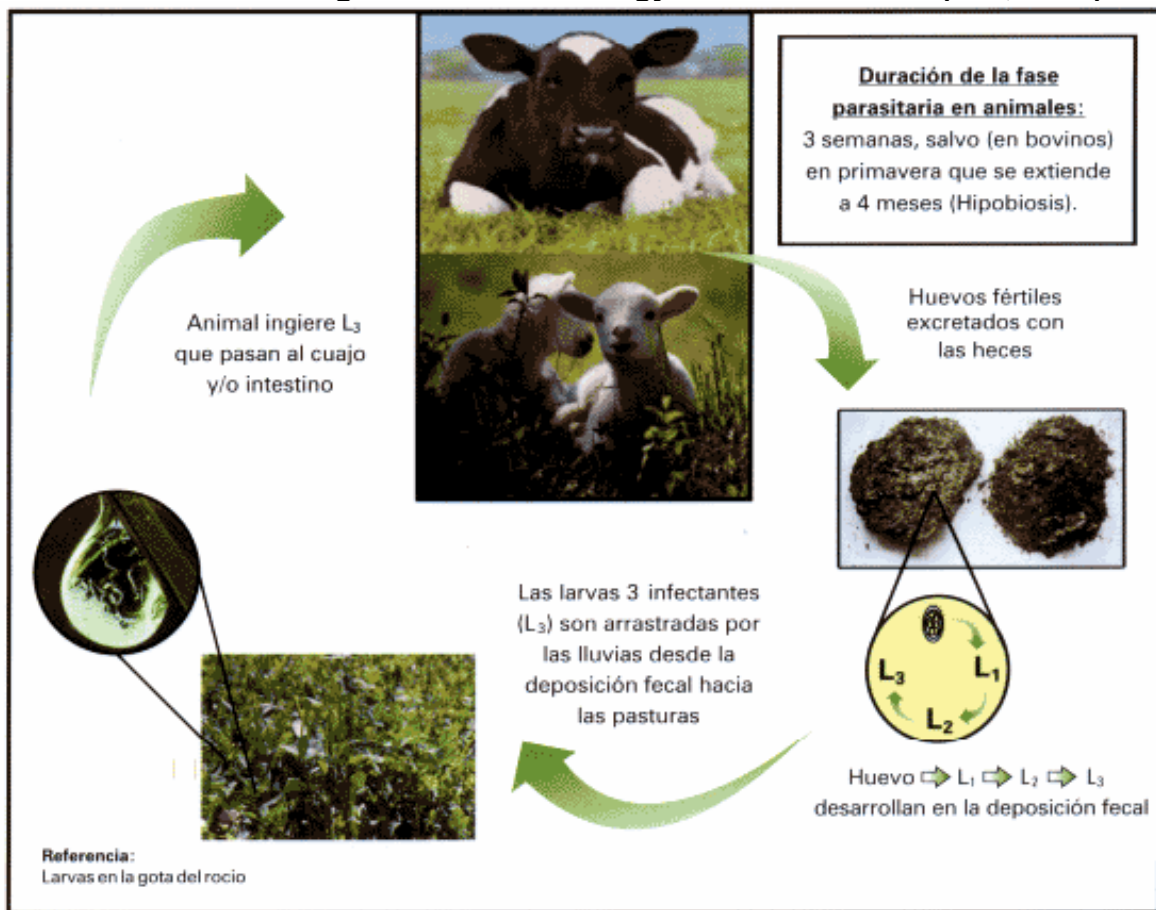 Duración de la fase
parasitaria en animales:
3 semanas, salvo (en bovinos)
en primavera que se extiende
a 4 meses (Hipobiosis).
Animal ingiere L₃
que pasan al cuajo
y/o intestino
Huevos fértiles
excretados con
las heces
Las larvas 3 infectantes
(L₃) son arrastradas por
las lluvias desde la
deposición fecal hacia
las pasturas
L₃
L₁
L₂
Huevo ⇨ L₁ ⇨ L₂ ⇨ L₃
desarrollan en la deposición fecal
Referencia:
Larvas en la gota del rocio